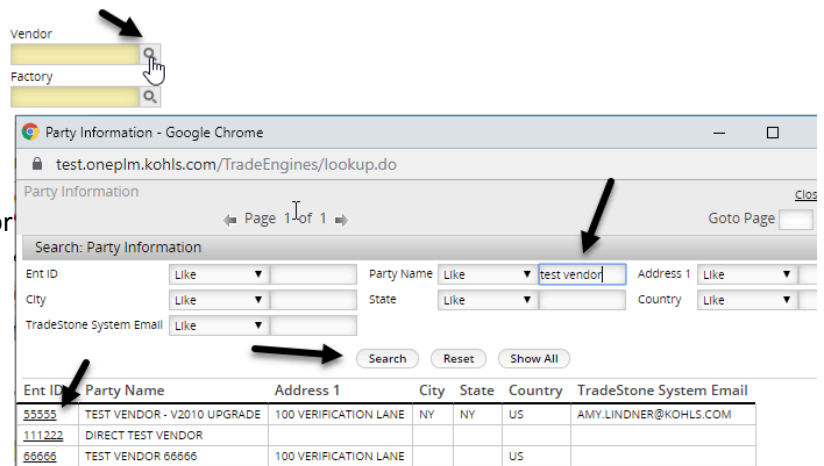 Vendor
Factory
Party Information - Google Chrome
test.oneplm.kohls.com/TradeEngines/lookup.do
Party Information
Clos
or
Page 1 of 1
Goto Page
Search: Party Information
Ent ID Like Party Name Like test vendor Address 1 Like
City Like State Like Country Like
TradeStone System Email Like
Search Reset Show All
Ent ID Party Name Address 1 City State Country TradeStone System Email
55555 TEST VENDOR - V2010 UPGRADE 100 VERIFICATION LANE NY NY US AMY.LINDNER@KOHLS.COM
111222 DIRECT TEST VENDOR
66666 TEST VENDOR 66666 100 VERIFICATION LANE US